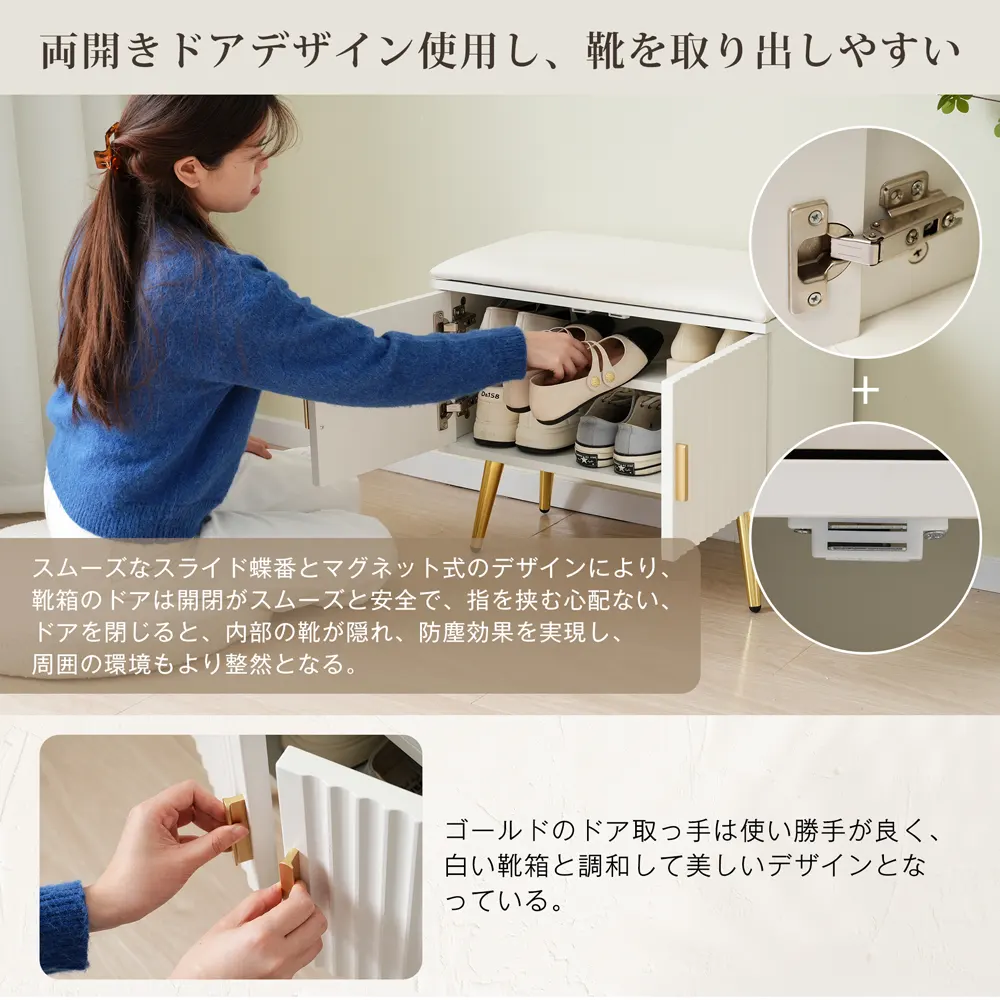 両開きドアデザイン使用し、靴を取り出しやすい
Ox15B
+
スムーズなスライド蝶番とマグネット式のデザインにより、
靴箱のドアは開閉がスムーズと安全で、指を挟む心配ない、
ドアを閉じると、内部の靴が隠れ、防塵効果を実現し、
周囲の環境もより整然となる。
ゴールドのドア取っ手は使い勝手が良く、
白い靴箱と調和して美しいデザインとな
っている。